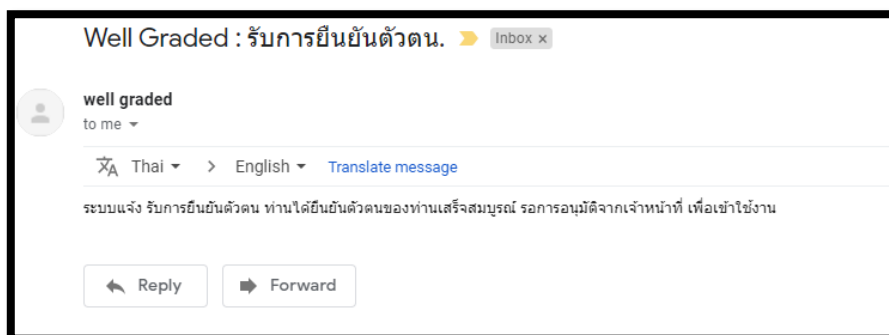 Well Graded : รับการยืนยันตัวตน. Inbox ×
well graded
to me
Thai > English Translate message
ระบบแจ้ง รับการยืนยันตัวตน ท่านได้ยืนยันตัวตนของท่านเสร็จสมบูรณ์ รอการอนุมัติจากเจ้าหน้าที่ เพื่อเข้าใช้งาน
Reply Forward